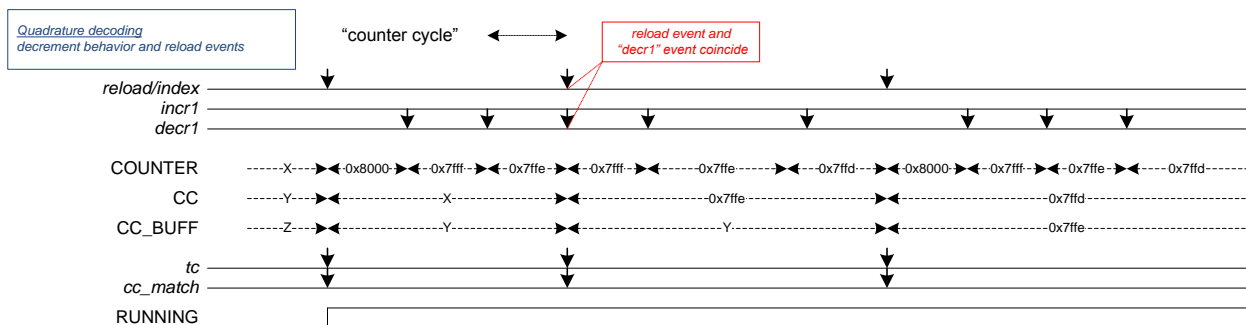 Quadrature decoding
decrement behavior and reload events
“counter cycle”
reload event and
“decr1” event coincide
reload/index
incr1
decr1
COUNTER X 0x8000 0x7fff 0x7ffe 0x7fff 0x7ffe 0x7ffd 0x8000 0x7fff 0x7ffe 0x7ffd
CC Y X 0x7ffe 0x7ffd
CC_BUFF Z Y Y 0x7ffe
tc
cc_match
RUNNING